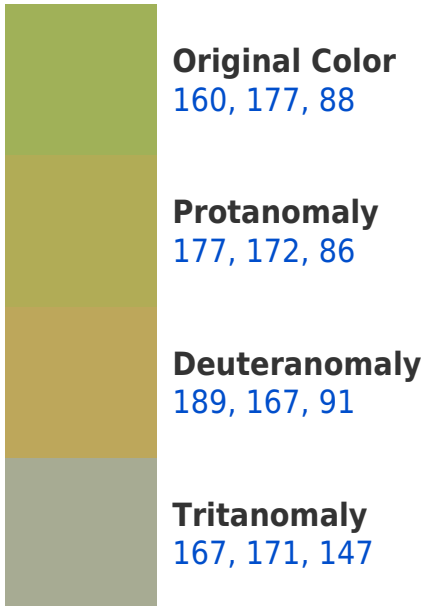 Original Color
160, 177, 88
Protanomaly
177, 172, 86
Deuteranomaly
189, 167, 91
Tritanomaly
167, 171, 147